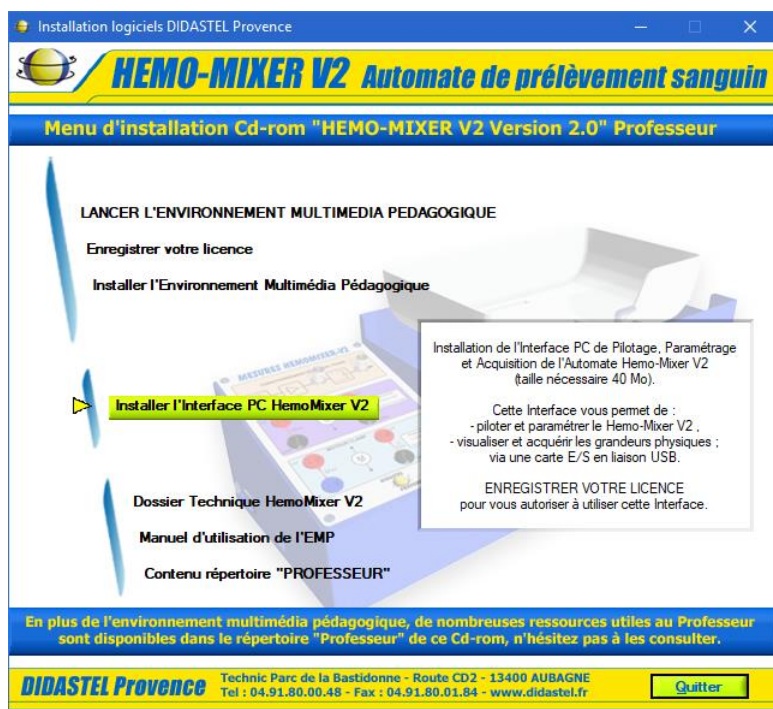 Installation logiciels DIDASTEL Provence
HEMO-MIXER V2 Automate de prélèvement sanguin
Menu d'installation Cd-rom "HEMO-MIXER V2 Version 2.0" Professeur
LANCER L'ENVIRONNEMENT MULTIMEDIA PEDAGOGIQUE
Enregistrer votre licence
Installer l'Environnement Multimédia Pédagogique
MESURES HEMOMIXER-V2
Installer l'Interface PC HemoMixer V2
Installation de l'Interface PC de Pilotage, Paramétrage
et Acquisition de l'Automate Hemo-Mixer V2
(taille nécessaire 40 Mo).
Cette Interface vous permet de :
- piloter et paramétrer le Hemo-Mixer V2 ,
- visualiser et acquérir les grandeurs physiques ;
via une carte E/S en liaison USB.
ENREGISTRER VOTRE LICENCE
pour vous autoriser à utiliser cette Interface.
Dossier Technique HemoMixer V2
Manuel d'utilisation de l'EMP
Contenu répertoire "PROFESSEUR"
En plus de l'environnement multimédia pédagogique, de nombreuses ressources utiles au Professeur
sont disponibles dans le répertoire "Professeur" de ce Cd-rom, n'hésitez pas à les consulter.
DIDASTEL Provence
Technic Parc de la Bastidonne - Route CD2 - 13400 AUBAGNE
Tel : 04.91.80.00.48 - Fax : 04.91.80.01.84 - www.didastel.fr
Quitter